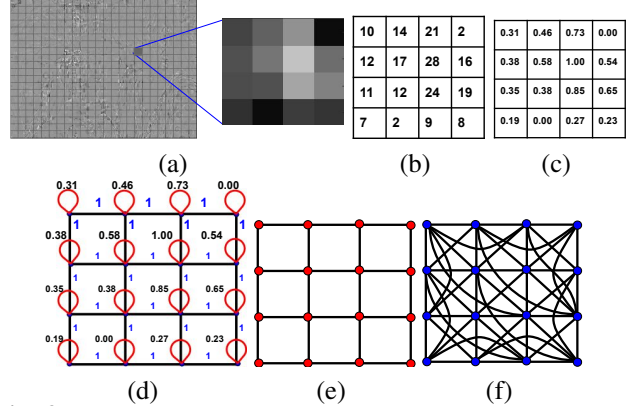 10 14 21 2
12 17 28 16
11 12 24 19
7 2 9 8
0.31 0.46 0.73 0.00
0.38 0.58 1.00 0.54
0.35 0.38 0.85 0.65
0.19 0.00 0.27 0.23
(a) (b) (c)
0.31 0.46 0.73 0.00
1 1 1
1 1 1 1
0.38 0.58 1.00 0.54
1 1 1
1 1 1 1
0.35 0.38 0.85 0.65
1 1 1
1 1 1 1
0.19 0.00 0.27 0.23
1 1 1
(d) (e) (f)